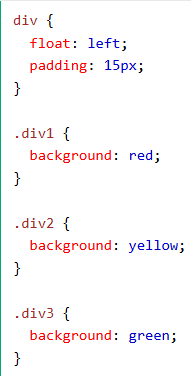 div {
  float: left;
  padding: 15px;
}

.div1 {
  background: red;
}

.div2 {
  background: yellow;
}

.div3 {
  background: green;
}